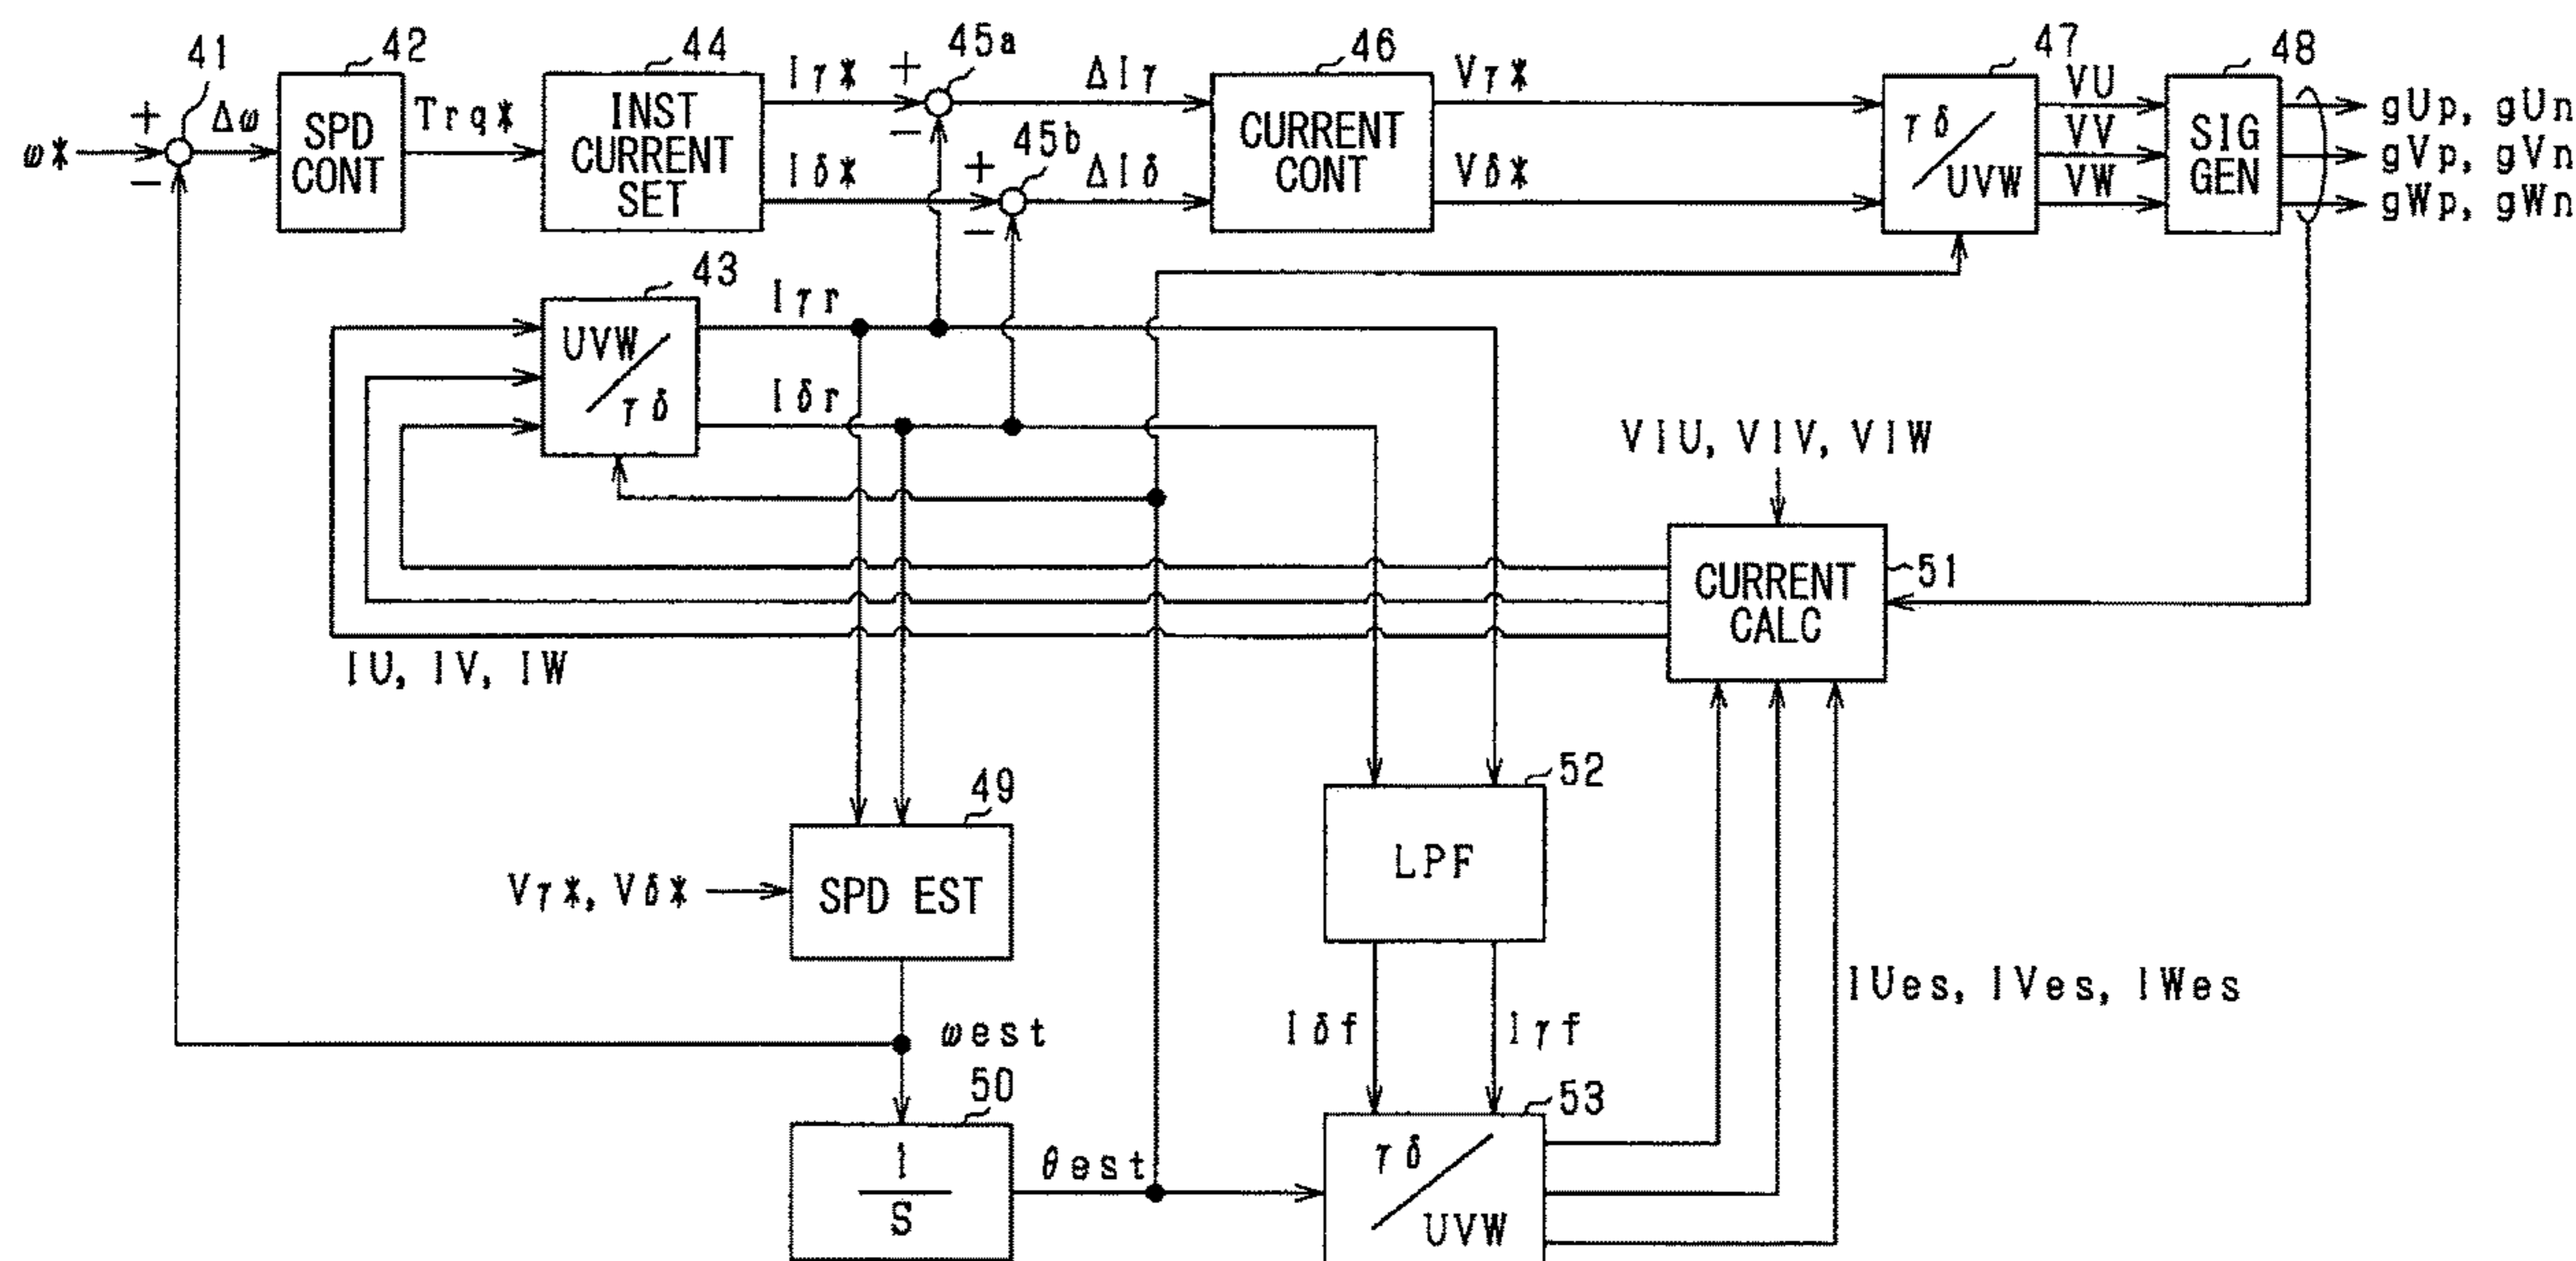 41
42
44
45a
46
47
48
ω*
+
−
Δω
SPD
CONT
Trq*
INST
CURRENT
SET
Iγ*
Iδ*
+
−
45b
+
−
ΔIγ
ΔIδ
CURRENT
CONT
Vγ*
Vδ*
γδ
/
UVW
VU
VV
VW
SIG
GEN
gUp, gUn
gVp, gVn
gWp, gWn
43
UVW
/
γδ
Iγr
Iδr
VIU, VIV, VIW
CURRENT
CALC
51
IU, IV, IW
49
SPD EST
Vγ*, Vδ*
52
LPF
ωest
Iδf
Iγf
IUes, IVes, IWes
50
1
S
θest
53
γδ
/
UVW